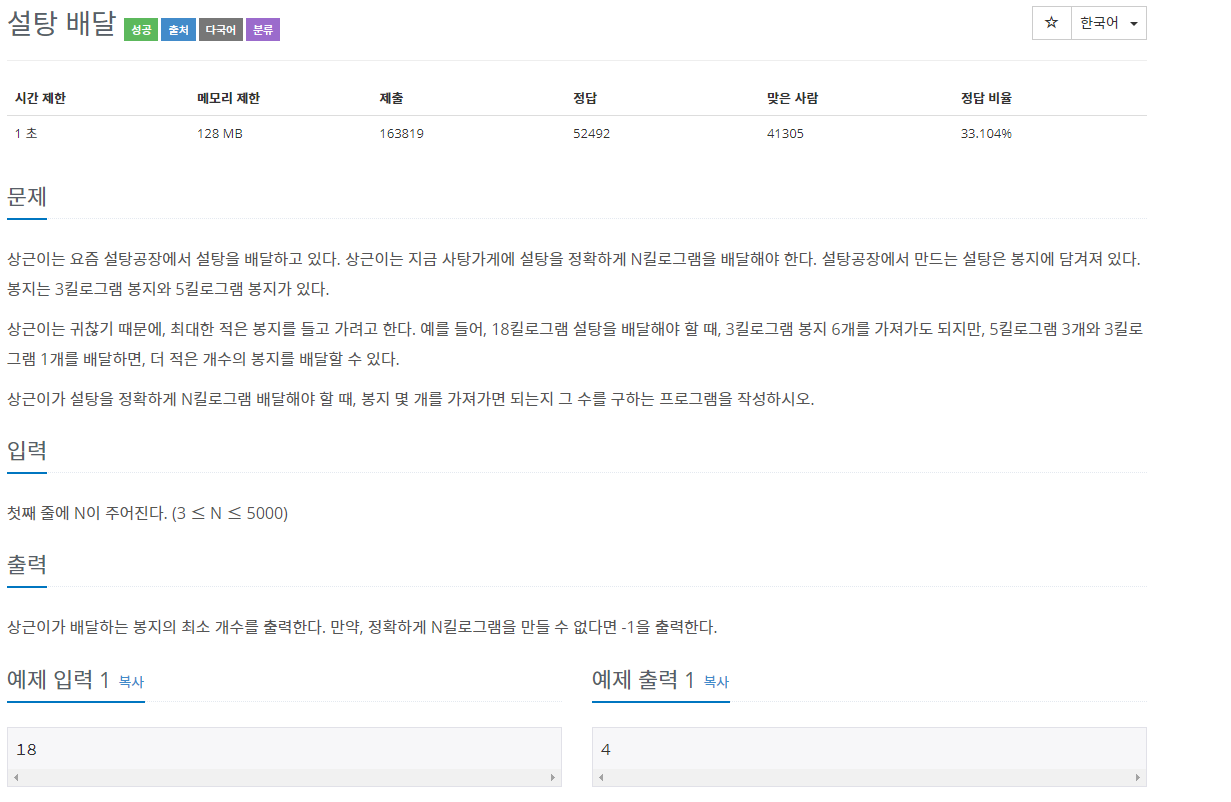 설탕 배달 성공 출처 다국어 분류
☆ 한국어
시간 제한 메모리 제한 제출 정답 맞은 사람 정답 비율
1 초 128 MB 163819 52492 41305 33.104%
문제
상근이는 요즘 설탕공장에서 설탕을 배달하고 있다. 상근이는 지금 사탕가게에 설탕을 정확하게 N킬로그램을 배달해야 한다. 설탕공장에서 만드는 설탕은 봉지에 담겨져 있다.
봉지는 3킬로그램 봉지와 5킬로그램 봉지가 있다.
상근이는 귀찮기 때문에, 최대한 적은 봉지를 들고 가려고 한다. 예를 들어, 18킬로그램 설탕을 배달해야 할 때, 3킬로그램 봉지 6개를 가져가도 되지만, 5킬로그램 3개와 3킬로
그램 1개를 배달하면, 더 적은 개수의 봉지를 배달할 수 있다.
상근이가 설탕을 정확하게 N킬로그램 배달해야 할 때, 봉지 몇 개를 가져가면 되는지 그 수를 구하는 프로그램을 작성하시오.
입력
첫째 줄에 N이 주어진다. (3 ≤ N ≤ 5000)
출력
상근이가 배달하는 봉지의 최소 개수를 출력한다. 만약, 정확하게 N킬로그램을 만들 수 없다면 -1을 출력한다.
예제 입력 1 복사
18
예제 출력 1 복사
4